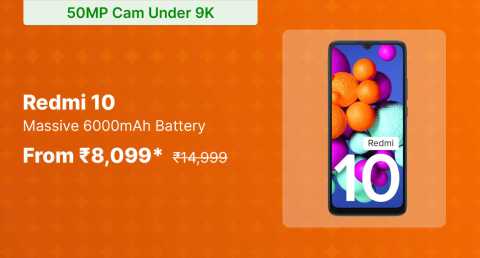 50MP Cam Under 9K
Redmi 10
Massive 6000mAh Battery
From ₹8,099* ₹14,999
Redmi
10